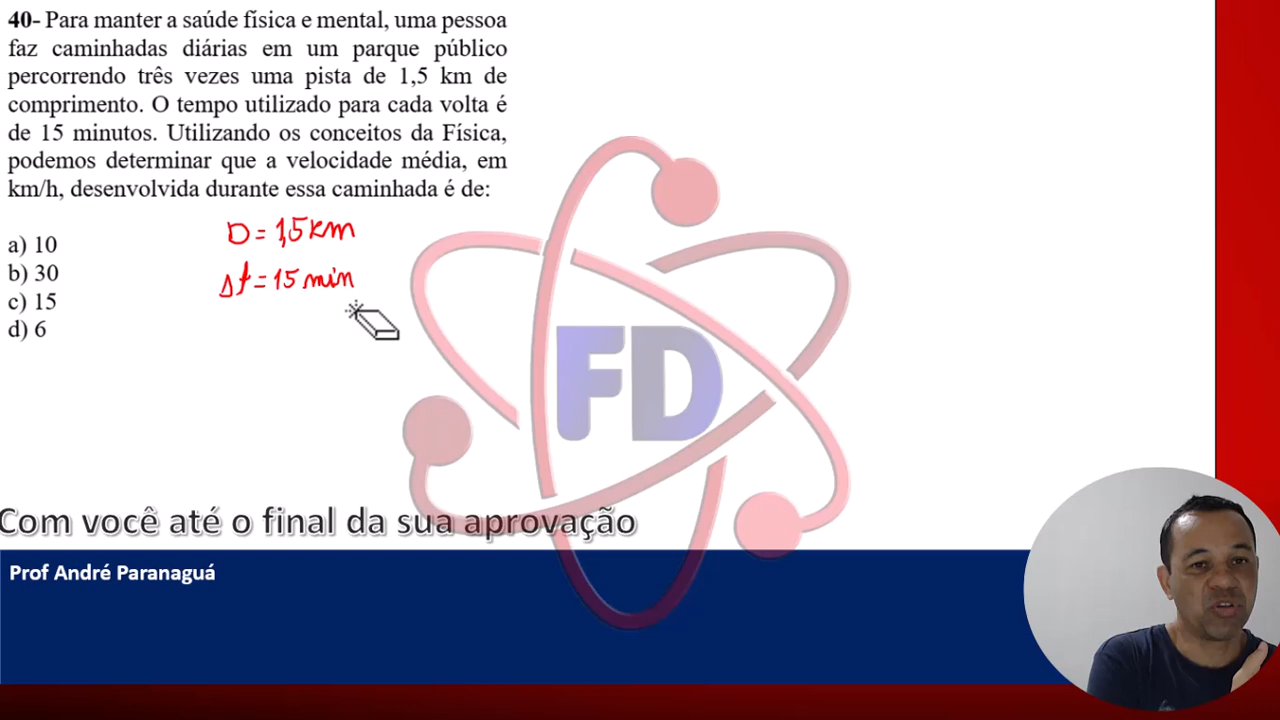 40- Para manter a saúde física e mental, uma pessoa
faz caminhadas diárias em um parque público
percorrendo três vezes uma pista de 1,5 km de
comprimento. O tempo utilizado para cada volta é
de 15 minutos. Utilizando os conceitos da Física,
podemos determinar que a velocidade média, em
km/h, desenvolvida durante essa caminhada é de:
D = 1,5 km
a) 10
b) 30
Δt = 15 min
c) 15
d) 6
FD
Com você até o final da sua aprovação
Prof André Paranaguá